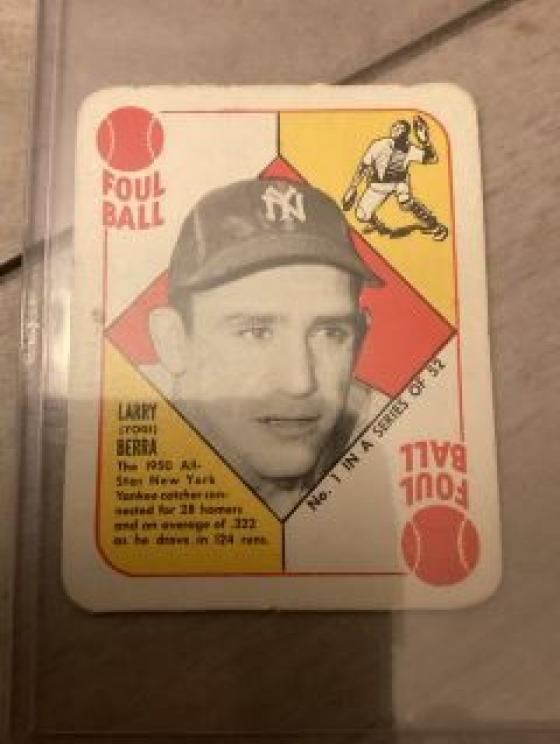 FOUL
BALL
NY
LARRY
(YOGI)
BERRA
The 1950 All-
Star New York
Yankee catcher con-
nected for 28 homers
and an average of .322
as he drove in 124 runs.
No. 1 IN A SERIES OF 52
FOUL
BALL